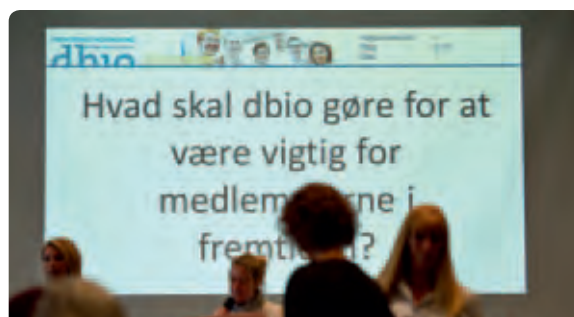 dbio
Hvad skal dbio gøre for at
være vigtig for
i